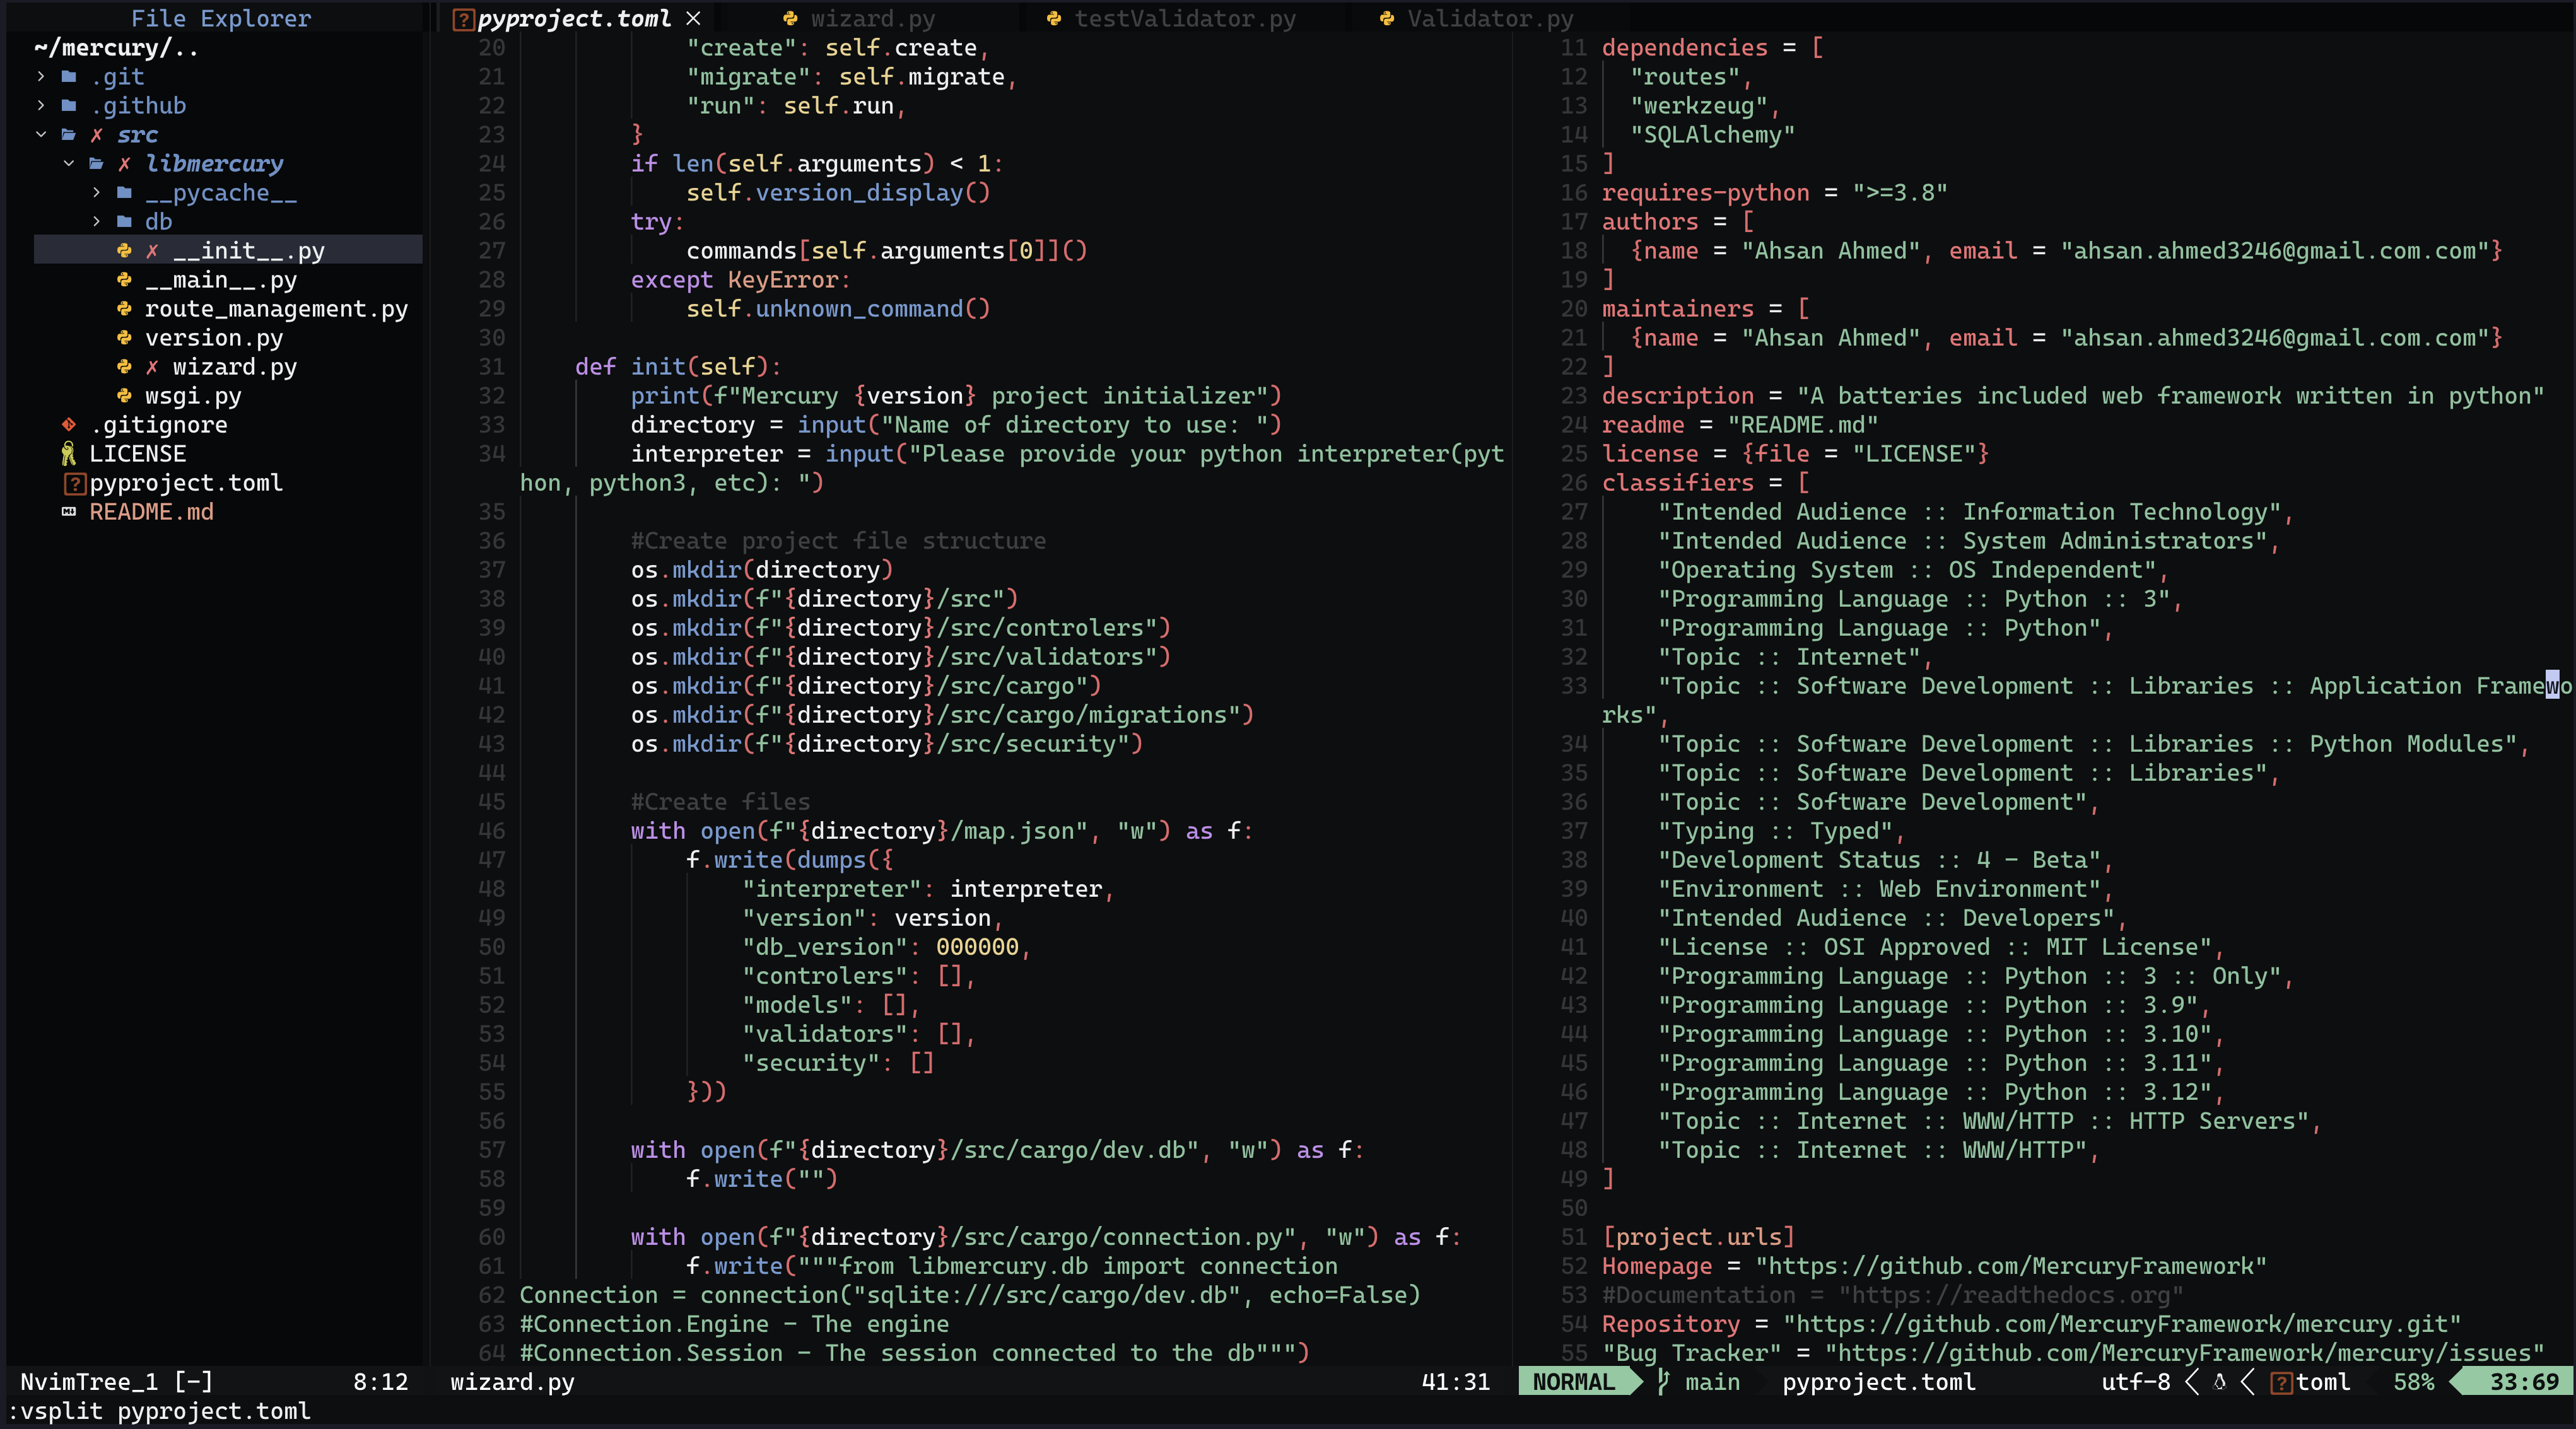 File Explorer
~/mercury/..
.git
.github
✗ src
✗ libmercury
__pycache__
db
✗ __init__.py
__main__.py
route_management.py
version.py
✗ wizard.py
wsgi.py
.gitignore
LICENSE
pyproject.toml
README.md
pyproject.toml ✕ wizard.py testValidator.py Validator.py
20 "create": self.create,
21 "migrate": self.migrate,
22 "run": self.run,
23 }
24 if len(self.arguments) < 1:
25 self.version_display()
26 try:
27 commands[self.arguments[0]]()
28 except KeyError:
29 self.unknown_command()
30
31 def init(self):
32 print(f"Mercury {version} project initializer")
33 directory = input("Name of directory to use: ")
34 interpreter = input("Please provide your python interpreter(pyt
hon, python3, etc): ")
35
36 #Create project file structure
37 os.mkdir(directory)
38 os.mkdir(f"{directory}/src")
39 os.mkdir(f"{directory}/src/controlers")
40 os.mkdir(f"{directory}/src/validators")
41 os.mkdir(f"{directory}/src/cargo")
42 os.mkdir(f"{directory}/src/cargo/migrations")
43 os.mkdir(f"{directory}/src/security")
44
45 #Create files
46 with open(f"{directory}/map.json", "w") as f:
47 f.write(dumps({
48 "interpreter": interpreter,
49 "version": version,
50 "db_version": 000000,
51 "controlers": [],
52 "models": [],
53 "validators": [],
54 "security": []
55 }))
56
57 with open(f"{directory}/src/cargo/dev.db", "w") as f:
58 f.write("")
59
60 with open(f"{directory}/src/cargo/connection.py", "w") as f:
61 f.write("""from libmercury.db import connection
62 Connection = connection("sqlite:///src/cargo/dev.db", echo=False)
63 #Connection.Engine - The engine
64 #Connection.Session - The session connected to the db""")
11 dependencies = [
12 "routes",
13 "werkzeug",
14 "SQLAlchemy"
15 ]
16 requires-python = ">=3.8"
17 authors = [
18 {name = "Ahsan Ahmed", email = "ahsan.ahmed3246@gmail.com.com"}
19 ]
20 maintainers = [
21 {name = "Ahsan Ahmed", email = "ahsan.ahmed3246@gmail.com.com"}
22 ]
23 description = "A batteries included web framework written in python"
24 readme = "README.md"
25 license = {file = "LICENSE"}
26 classifiers = [
27 "Intended Audience :: Information Technology",
28 "Intended Audience :: System Administrators",
29 "Operating System :: OS Independent",
30 "Programming Language :: Python :: 3",
31 "Programming Language :: Python",
32 "Topic :: Internet",
33 "Topic :: Software Development :: Libraries :: Application Framewo
rks",
34 "Topic :: Software Development :: Libraries :: Python Modules",
35 "Topic :: Software Development :: Libraries",
36 "Topic :: Software Development",
37 "Typing :: Typed",
38 "Development Status :: 4 - Beta",
39 "Environment :: Web Environment",
40 "Intended Audience :: Developers",
41 "License :: OSI Approved :: MIT License",
42 "Programming Language :: Python :: 3 :: Only",
43 "Programming Language :: Python :: 3.9",
44 "Programming Language :: Python :: 3.10",
45 "Programming Language :: Python :: 3.11",
46 "Programming Language :: Python :: 3.12",
47 "Topic :: Internet :: WWW/HTTP :: HTTP Servers",
48 "Topic :: Internet :: WWW/HTTP",
49 ]
50
51 [project.urls]
52 Homepage = "https://github.com/MercuryFramework"
53 #Documentation = "https://readthedocs.org"
54 Repository = "https://github.com/MercuryFramework/mercury.git"
55 "Bug Tracker" = "https://github.com/MercuryFramework/mercury/issues"
NvimTree_1 [-] 8:12 wizard.py 41:31 NORMAL main pyproject.toml utf-8 toml 58% 33:69
:vsplit pyproject.toml